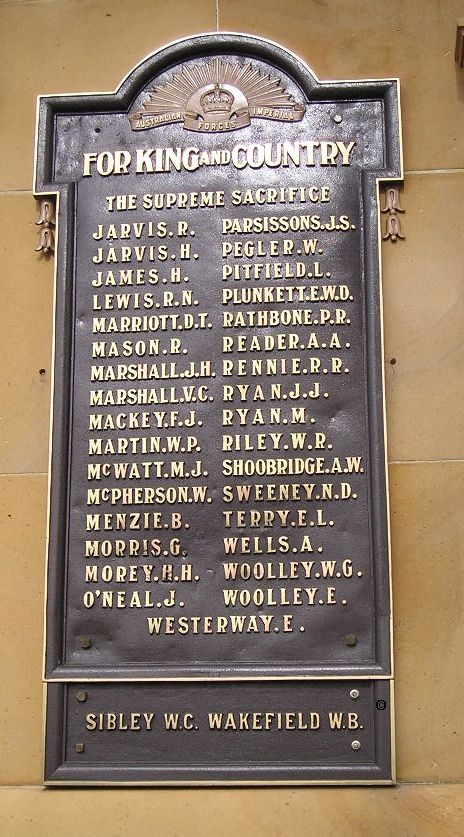 AUSTRALIAN IMPERIAL
FORCES
FOR KING AND COUNTRY
THE SUPREME SACRIFICE
JARVIS.R. PARSISSONS.J.S.
JARVIS.H. PEGLER.W.
JAMES.H. PITFIELD.L.
LEWIS.R.N. PLUNKETT.E.W.D.
MARRIOTT.D.T. RATHBONE.P.R.
MASON.R. READER.A.A.
MARSHALL.J.H. RENNIE.R.R.
MARSHALL.V.C. RYAN.J.J.
MACKEY.F.J. RYAN.M.
MARTIN.W.P. RILEY.W.R.
MCWATT.M.J. SHOOBRIDGE.A.W.
MCPHERSON.W. SWEENEY.N.D.
MENZIE.B. TERRY.E.L.
MORRIS.G. WELLS.A.
MOREY.H.H. WOOLLEY.W.G.
O'NEAL.J. WOOLLEY.E.
WESTERWAY.E.
©
SIBLEY W.C. WAKEFIELD W.B.